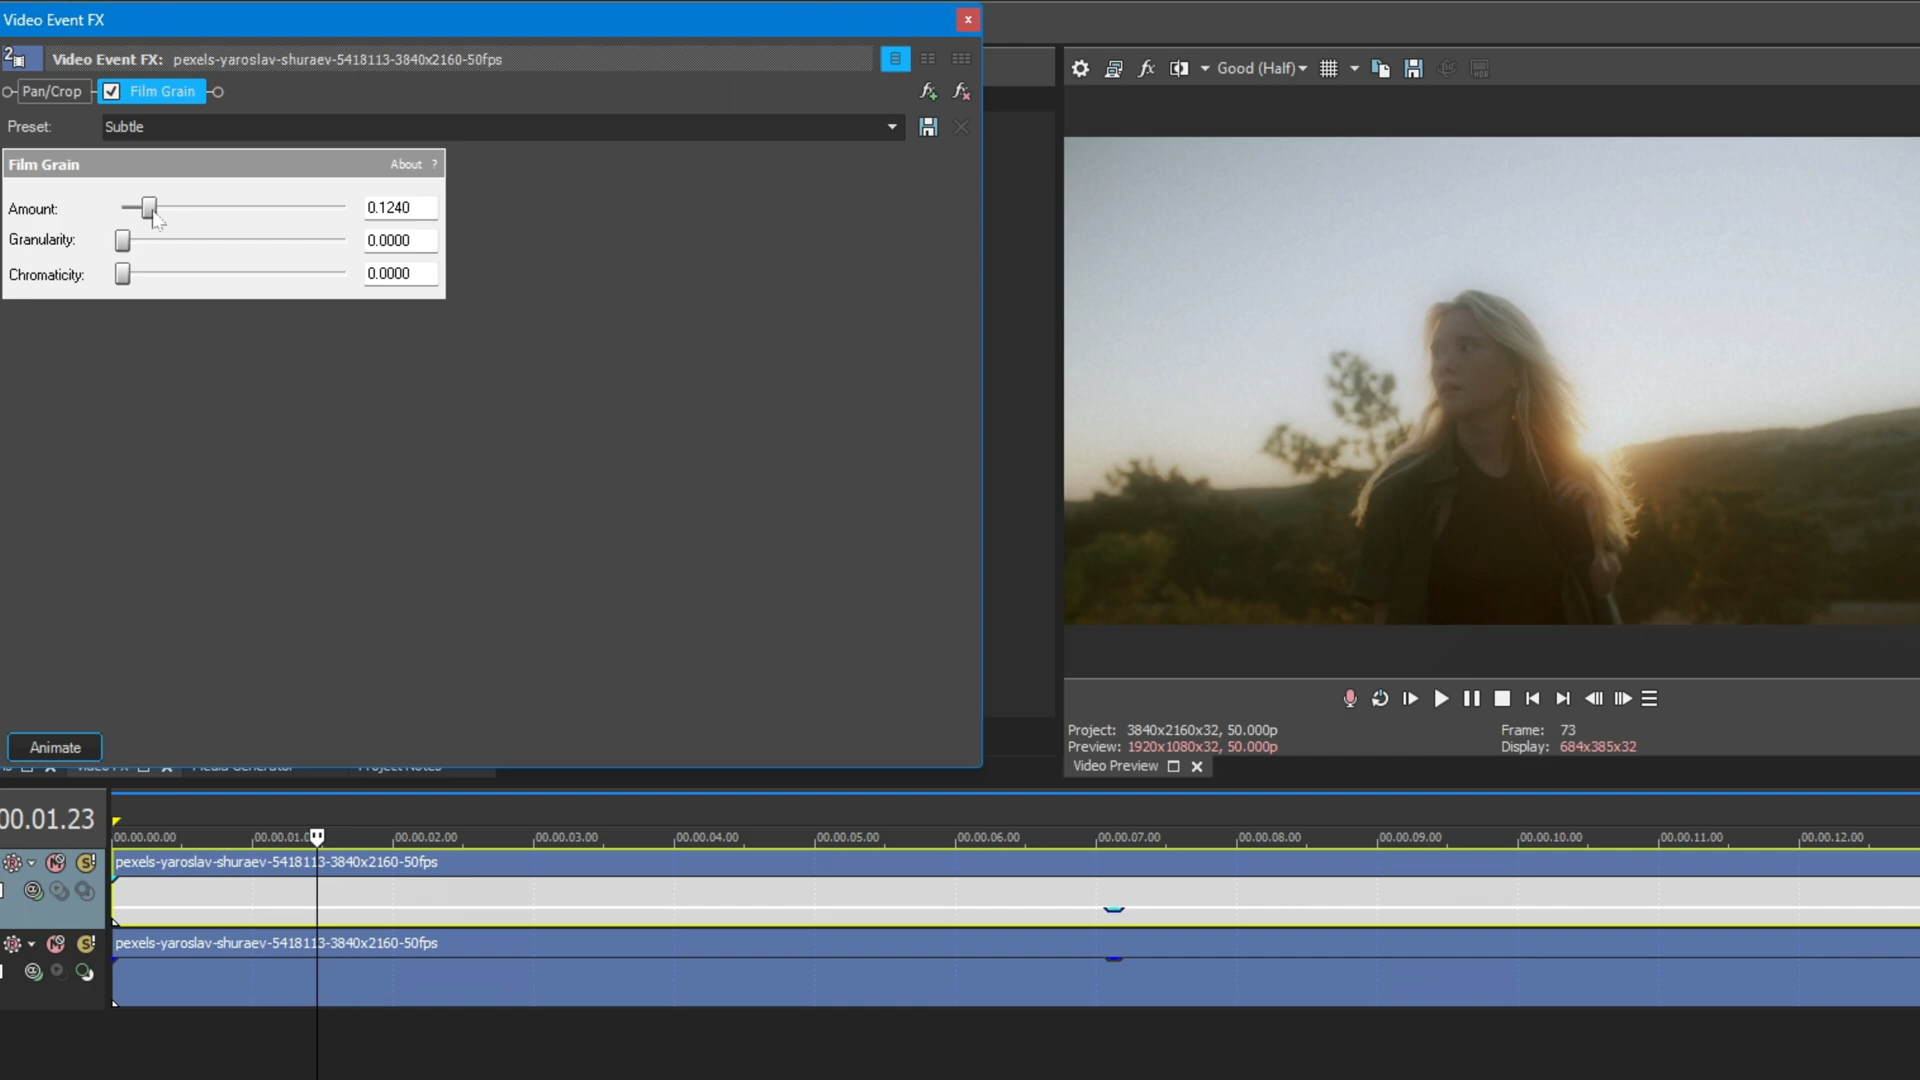 Video Event FX
x
2
Video Event FX: pexels-yaroslav-shuraev-5418113-3840x2160-50fps
Pan/Crop
Film Grain
Preset:
Subtle
Film Grain
About ?
Amount:
0.1240
Granularity:
0.0000
Chromaticity:
0.0000
Animate
Good (Half)
Project: 3840x2160x32, 50.000p
Frame: 73
Preview: 1920x1080x32, 50.000p
Display: 684x385x32
Video Preview
00.01.23
00.00.00.00
00.00.01.0
00.00.02.00
00.00.03.00
00.00.04.00
00.00.05.00
00.00.06.00
00.00.07.00
00.00.08.00
00.00.09.00
00.00.10.00
00.00.11.00
00.00.12.00
pexels-yaroslav-shuraev-5418113-3840x2160-50fps
pexels-yaroslav-shuraev-5418113-3840x2160-50fps